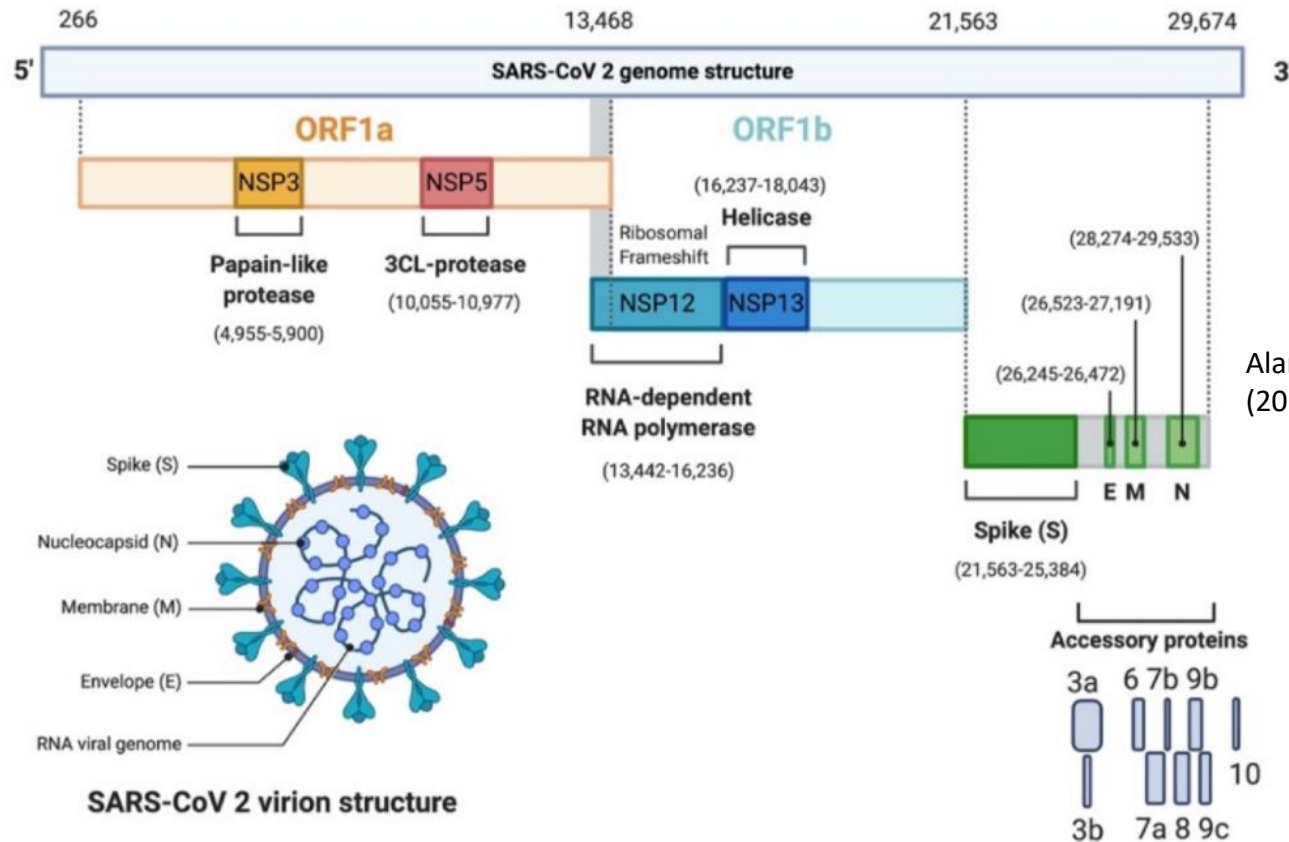 266 13,468 21,563 29,674
5' SARS-CoV 2 genome structure 3
ORF1a ORF1b
NSP3 NSP5
(16,237-18,043)
Helicase
Ribosomal
Frameshift
Papain-like
protease
(4,955-5,900)
3CL-protease
(10,055-10,977)
NSP12 NSP13
RNA-dependent
RNA polymerase
(13,442-16,236)
(28,274-29,533)
(26,523-27,191)
(26,245-26,472)
Alar
(20
E M N
Spike (S)
(21,563-25,384)
Accessory proteins
3a 6 7b 9b
10
3b 7a 8 9c
Spike (S)
Nucleocapsid (N)
Membrane (M)
Envelope (E)
RNA viral genome
SARS-CoV 2 virion structure